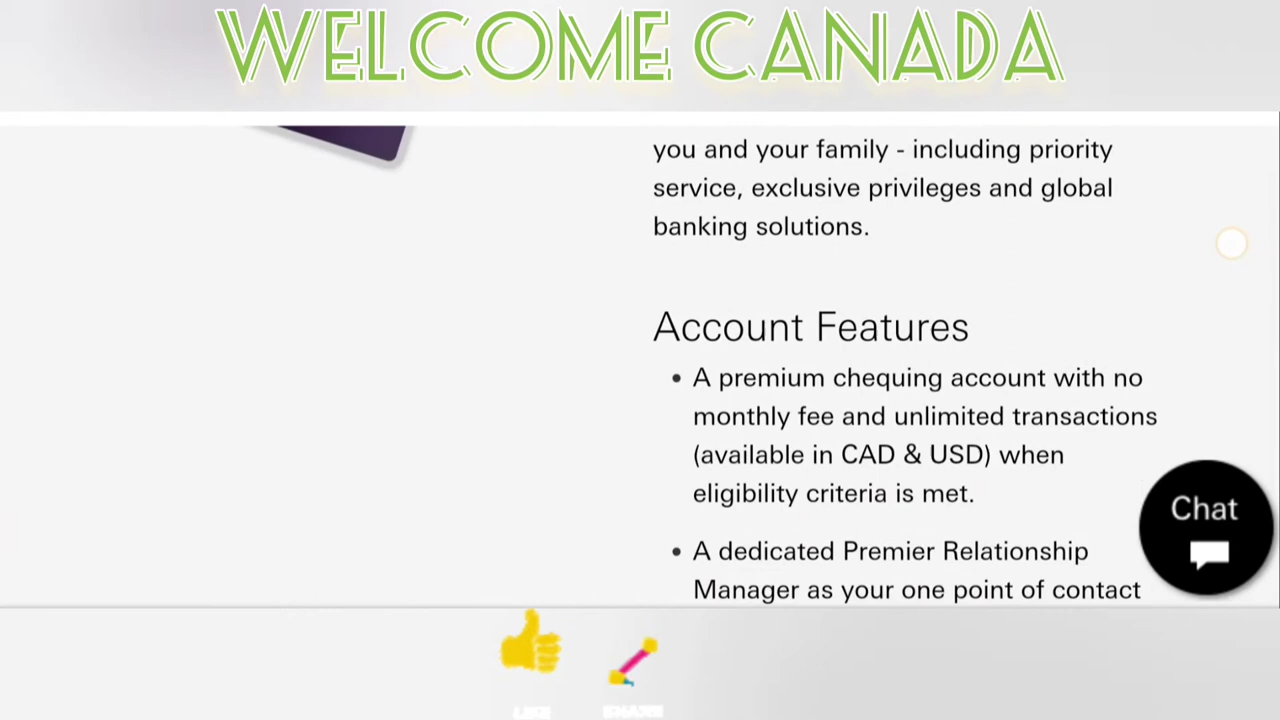 WELCOME CANADA
you and your family - including priority
service, exclusive privileges and global
banking solutions.
Account Features
• A premium chequing account with no
monthly fee and unlimited transactions
(available in CAD & USD) when
eligibility criteria is met.
• A dedicated Premier Relationship
Manager as your one point of contact
Chat
LIKE
SHARE